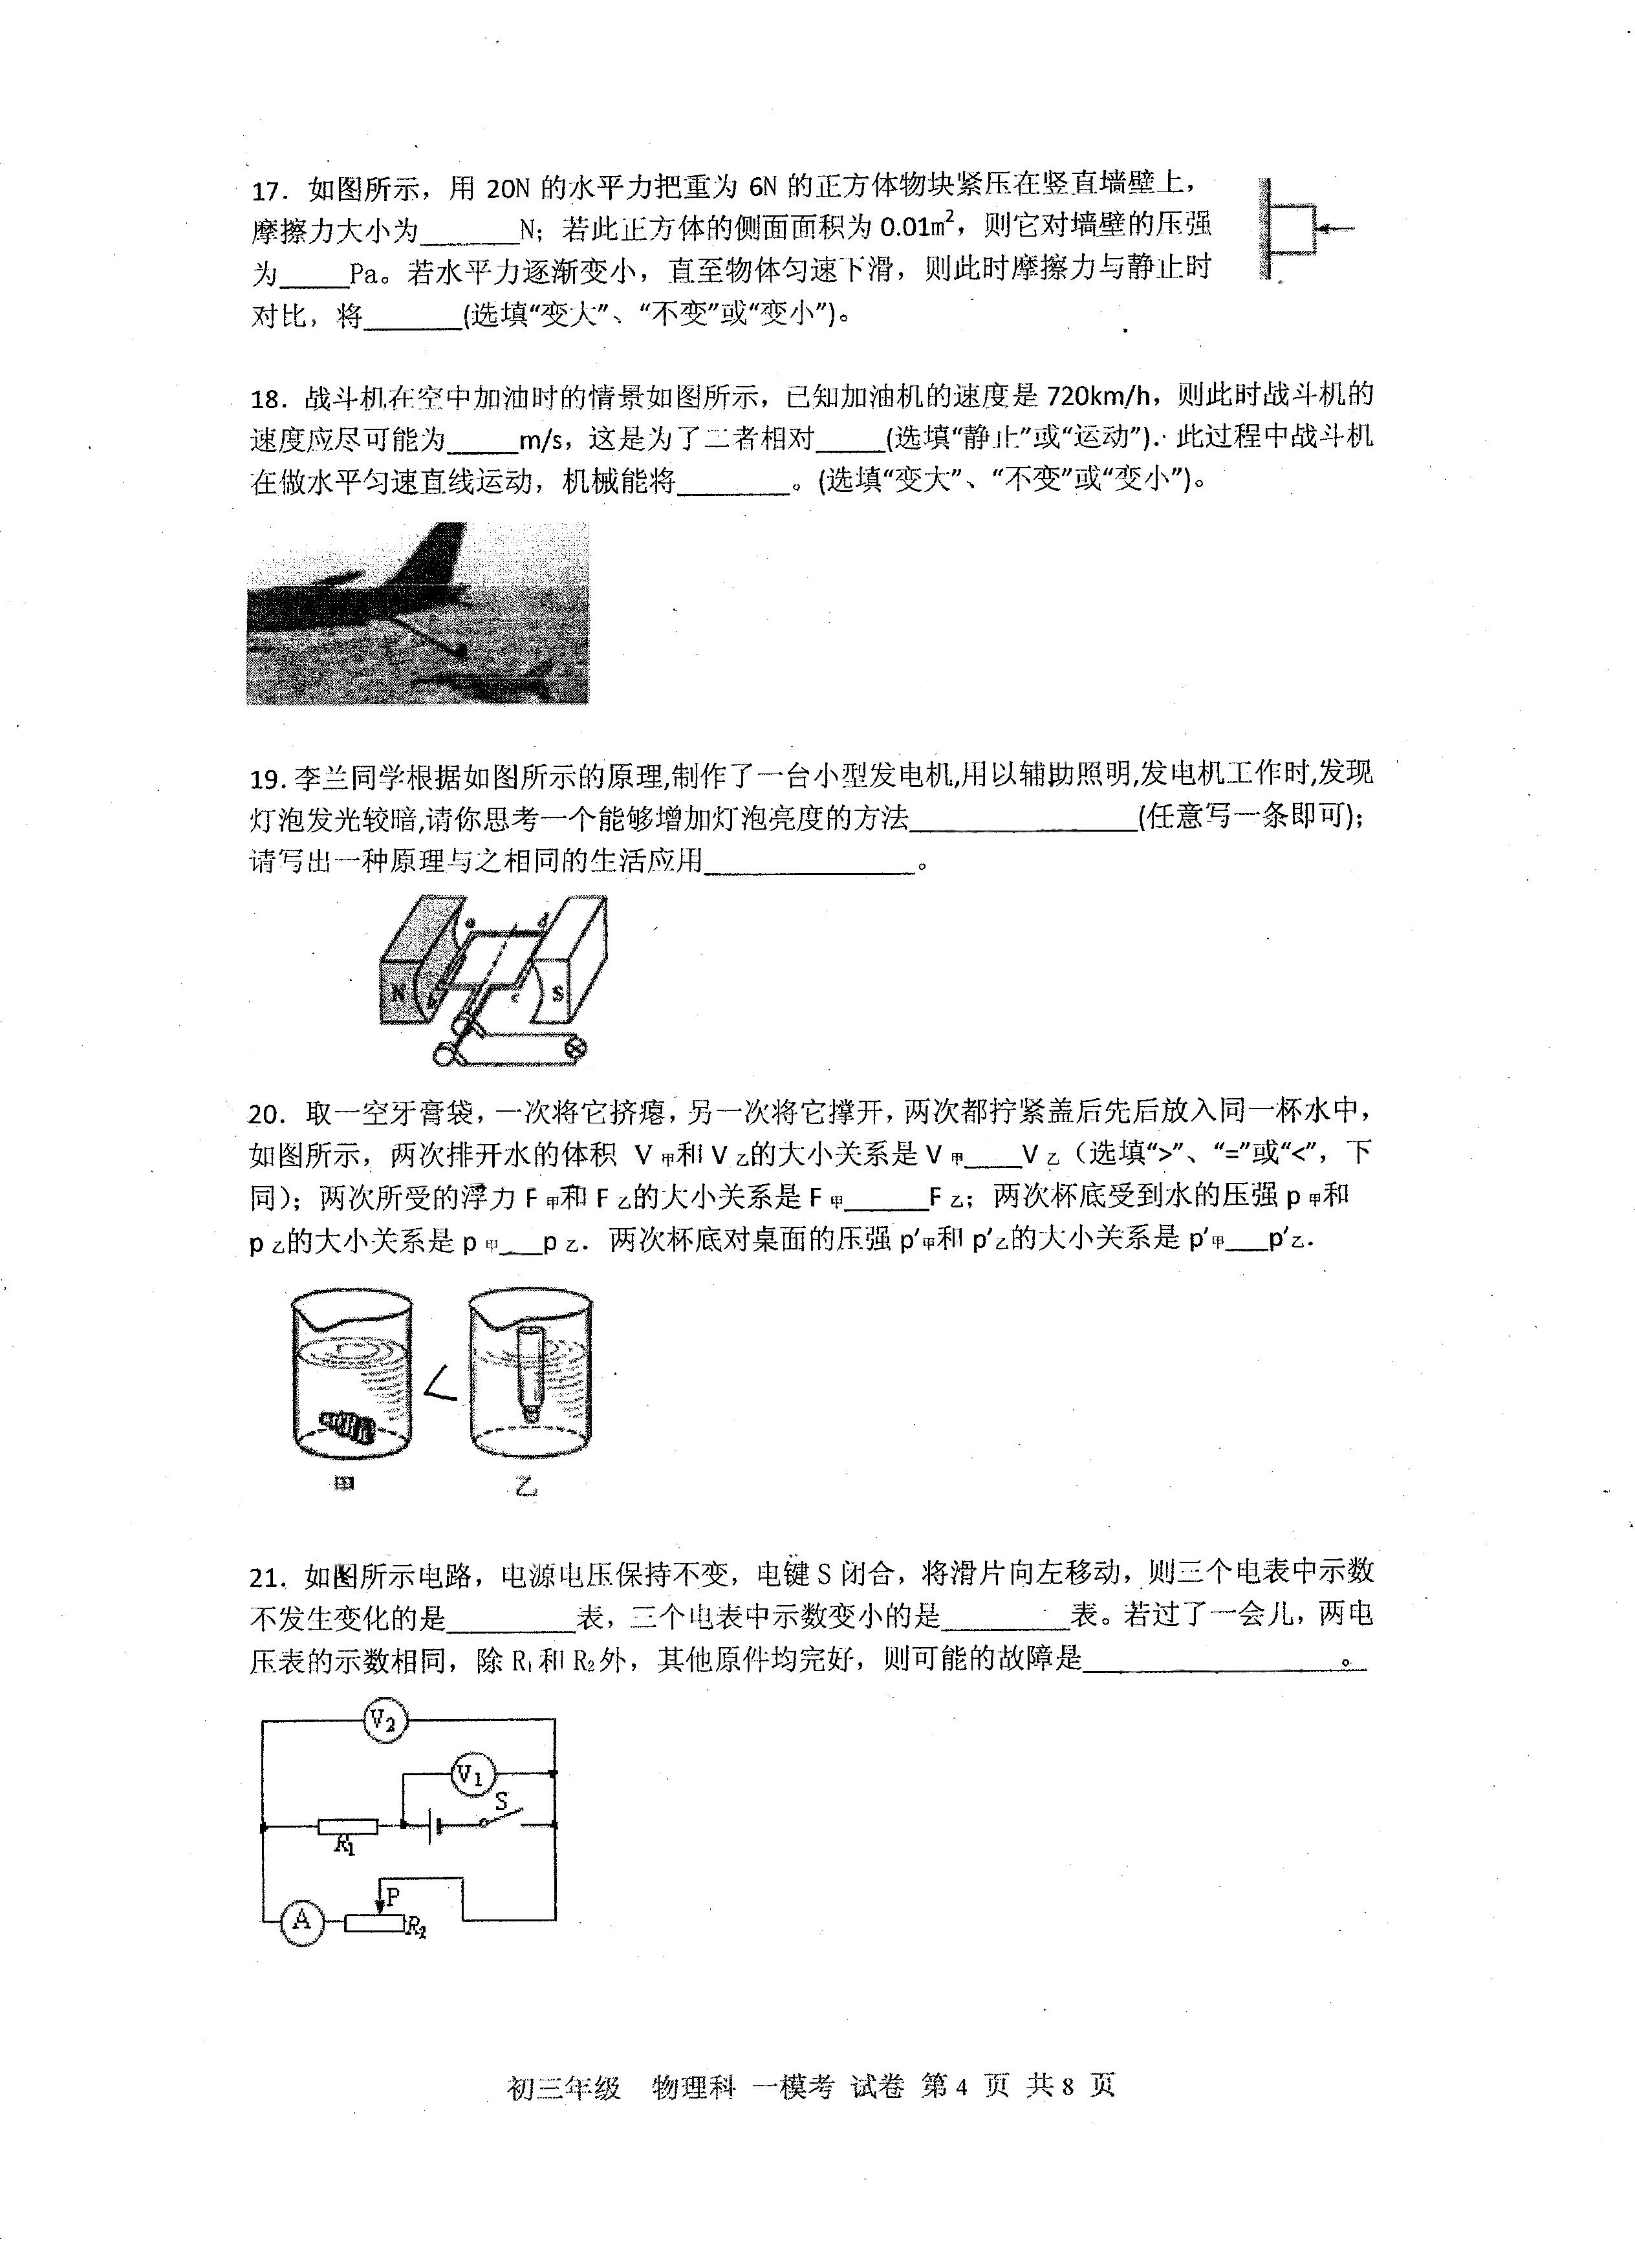 17. 如图所示，用 20N 的水平力把重为 6N 的正方体物块紧压在竖直墙壁上，
摩擦力大小为______N；若此正方体的侧面面积为 0.01m²，则它对墙壁的压强
为____Pa。若水平力逐渐变小，直至物体匀速下滑，则此时摩擦力与静止时
对比，将______(选填“变大”、“不变”或“变小”)。
18. 战斗机在空中加油时的情景如图所示，已知加油机的速度是 720km/h，则此时战斗机的
速度应尽可能为____m/s，这是为了二者相对____(选填“静止”或“运动”)．此过程中战斗机
在做水平匀速直线运动，机械能将______。(选填“变大”、“不变”或“变小”)。
19. 李兰同学根据如图所示的原理,制作了一台小型发电机,用以辅助照明,发电机工作时,发现
灯泡发光较暗,请你思考一个能够增加灯泡亮度的方法______________(任意写一条即可);
请写出一种原理与之相同的生活应用_____________。
a d
N b c S
20. 取一空牙膏袋，一次将它挤瘪，另一次将它撑开，两次都拧紧盖后先后放入同一杯水中，
如图所示，两次排开水的体积 V甲和 V乙的大小关系是 V甲____V乙（选填“>”、“=”或“<”，下
同）；两次所受的浮力 F甲和 F乙的大小关系是 F甲_____F乙；两次杯底受到水的压强 p甲和
p乙的大小关系是 p甲___p乙．两次杯底对桌面的压强 p′甲和 p′乙的大小关系是 p′甲___p′乙.
<
甲 乙
21. 如图所示电路，电源电压保持不变，电键 S 闭合，将滑片向左移动，则三个电表中示数
不发生变化的是________表，三个电表中示数变小的是________表。若过了一会儿，两电
压表的示数相同，除 R₁和 R₂外，其他原件均完好，则可能的故障是________________。
V2
V1
S
R1
P
A R2
初三年级 物理科 一模考 试卷 第 4 页 共 8 页